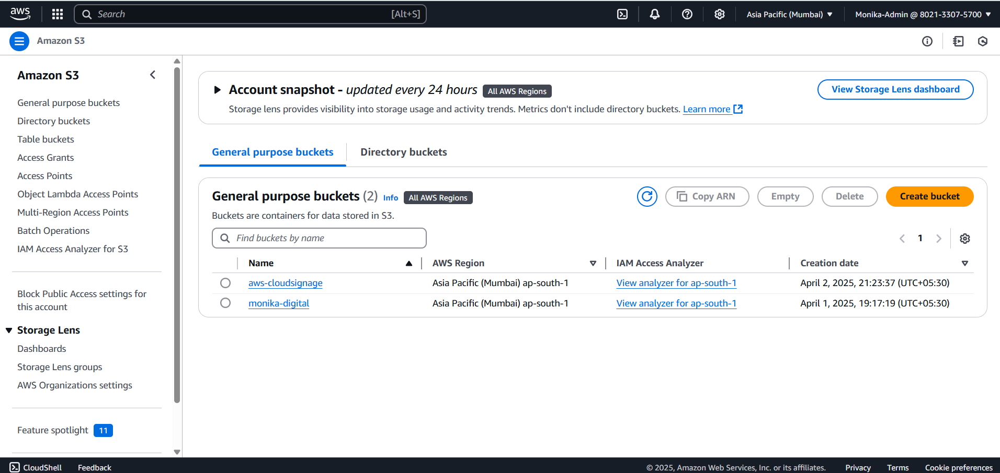 aws
Search [Alt+S]
Asia Pacific (Mumbai) Monika-Admin @ 8021-3307-5700
Amazon S3
Amazon S3
General purpose buckets
Directory buckets
Table buckets
Access Grants
Access Points
Object Lambda Access Points
Multi-Region Access Points
Batch Operations
IAM Access Analyzer for S3
Block Public Access settings for
this account
Storage Lens
Dashboards
Storage Lens groups
AWS Organizations settings
Feature spotlight 11
Account snapshot - updated every 24 hours All AWS Regions
View Storage Lens dashboard
Storage lens provides visibility into storage usage and activity trends. Metrics don't include directory buckets. Learn more
General purpose buckets Directory buckets
General purpose buckets (2) Info All AWS Regions
Copy ARN Empty Delete Create bucket
Buckets are containers for data stored in S3.
Find buckets by name
1
Name AWS Region IAM Access Analyzer Creation date
aws-cloudsignage Asia Pacific (Mumbai) ap-south-1 View analyzer for ap-south-1 April 2, 2025, 21:23:37 (UTC+05:30)
monika-digital Asia Pacific (Mumbai) ap-south-1 View analyzer for ap-south-1 April 1, 2025, 19:17:19 (UTC+05:30)
CloudShell Feedback © 2025, Amazon Web Services, Inc. or its affiliates. Privacy Terms Cookie preferences